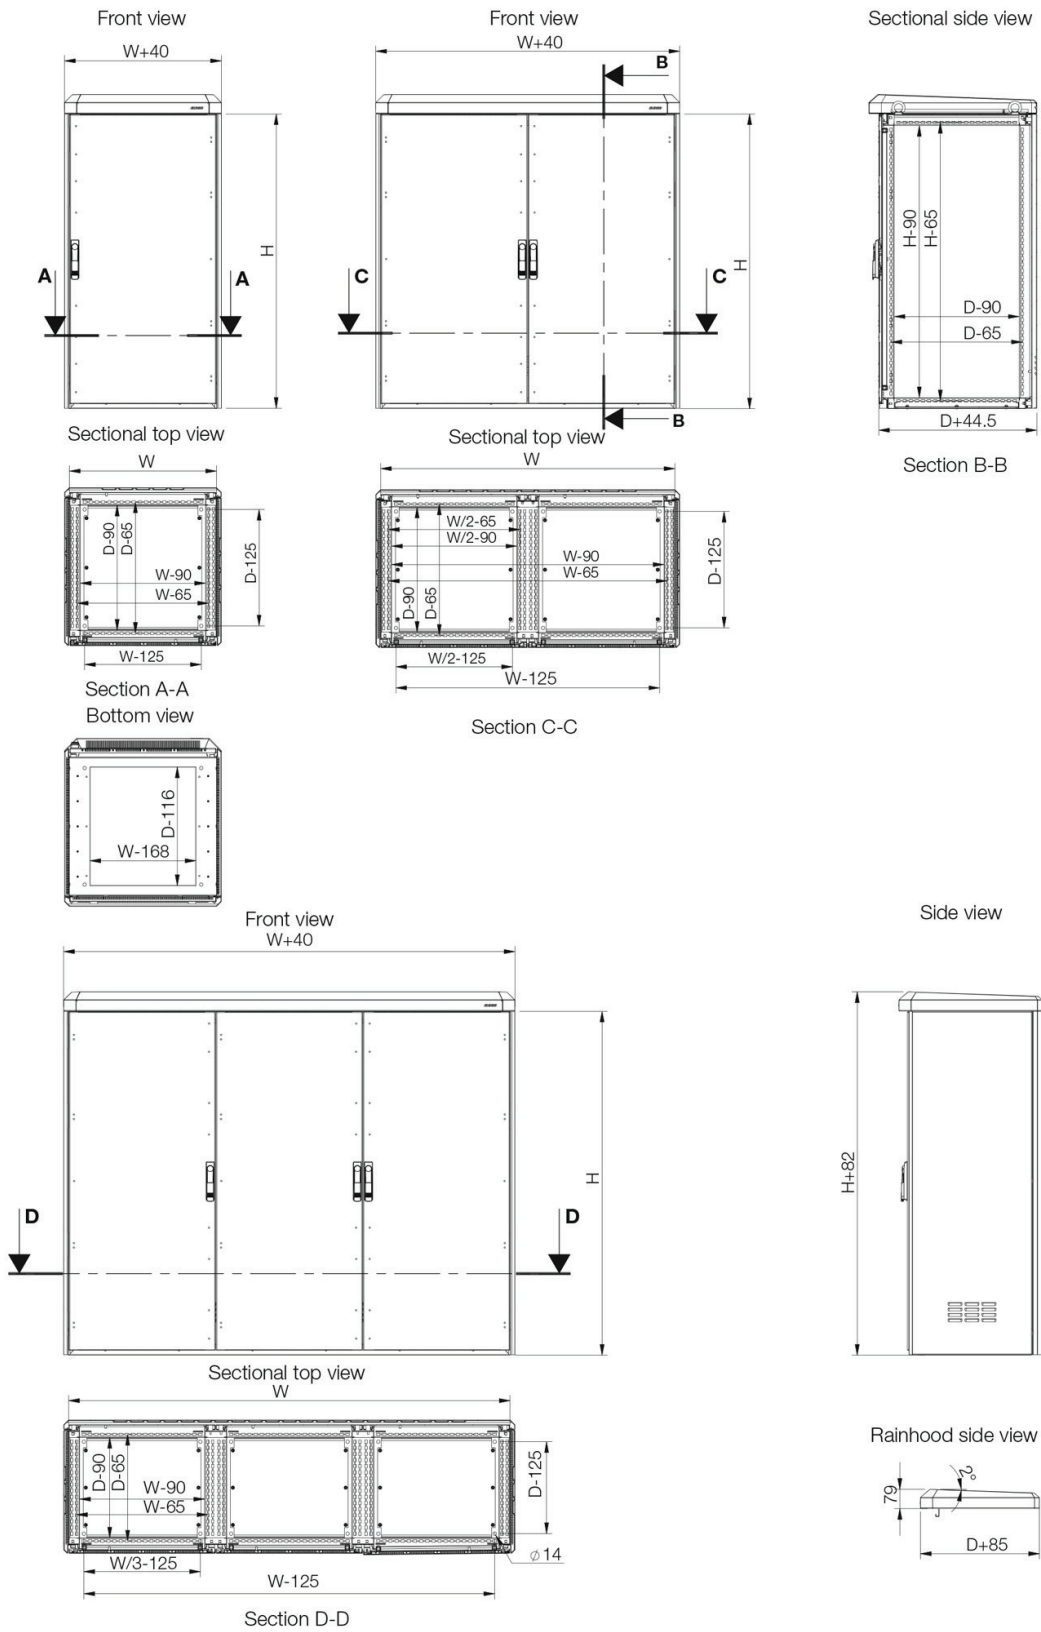 Front view
W+40
H
A
A
Front view
W+40
B
H
C
C
B
Sectional side view
H-90
H-65
D-90
D-65
D+44.5
Section B-B
Sectional top view
W
D-90
D-65
W-90
W-65
D-125
W-125
Section A-A
Sectional top view
W
W/2-65
W/2-90
W-90
W-65
D-90
D-65
D-125
W/2-125
W-125
Section C-C
Bottom view
D-116
W-168
Front view
W+40
H
D
D
Side view
H+82
Sectional top view
W
D-90
D-65
W-90
W-65
D-125
W/3-125
ø14
W-125
Section D-D
Rainhood side view
79
2°
D+85